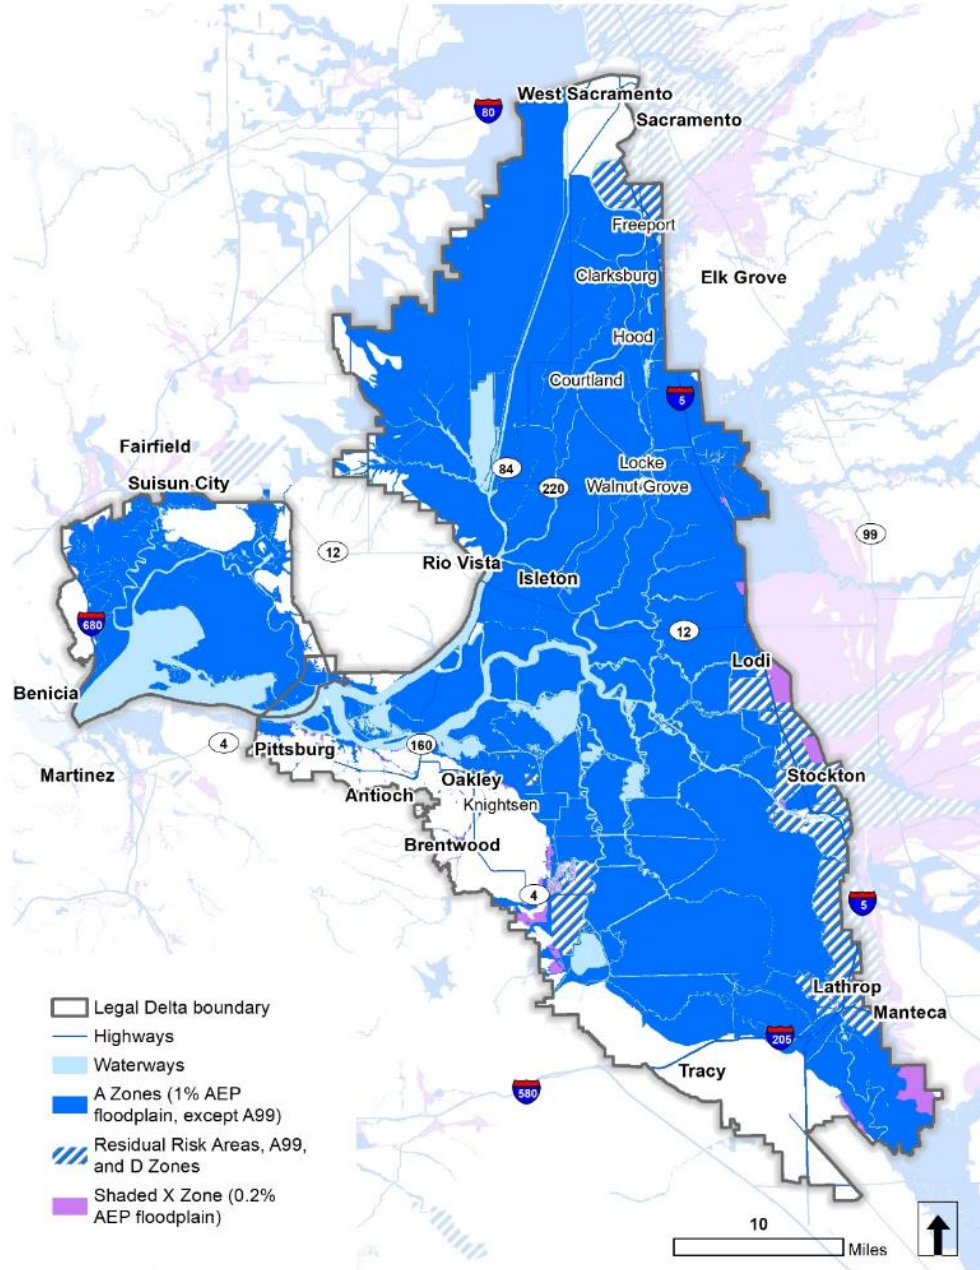 West Sacramento
80
Sacramento
Freeport
Clarksburg
Elk Grove
Hood
Courtland
5
Fairfield
Locke
84
Suisun City
220
Walnut Grove
99
12
Rio Vista
Isleton
680
12
Lodi
Benicia
4
Pittsburg
160
Martinez
Oakley
Stockton
Antioch
Knightsen
Brentwood
4
5
Lathrop
Manteca
205
Tracy
580
Legal Delta boundary
Highways
Waterways
A Zones (1% AEP
floodplain, except A99)
Residual Risk Areas, A99,
and D Zones
Shaded X Zone (0.2%
AEP floodplain)
10
Miles